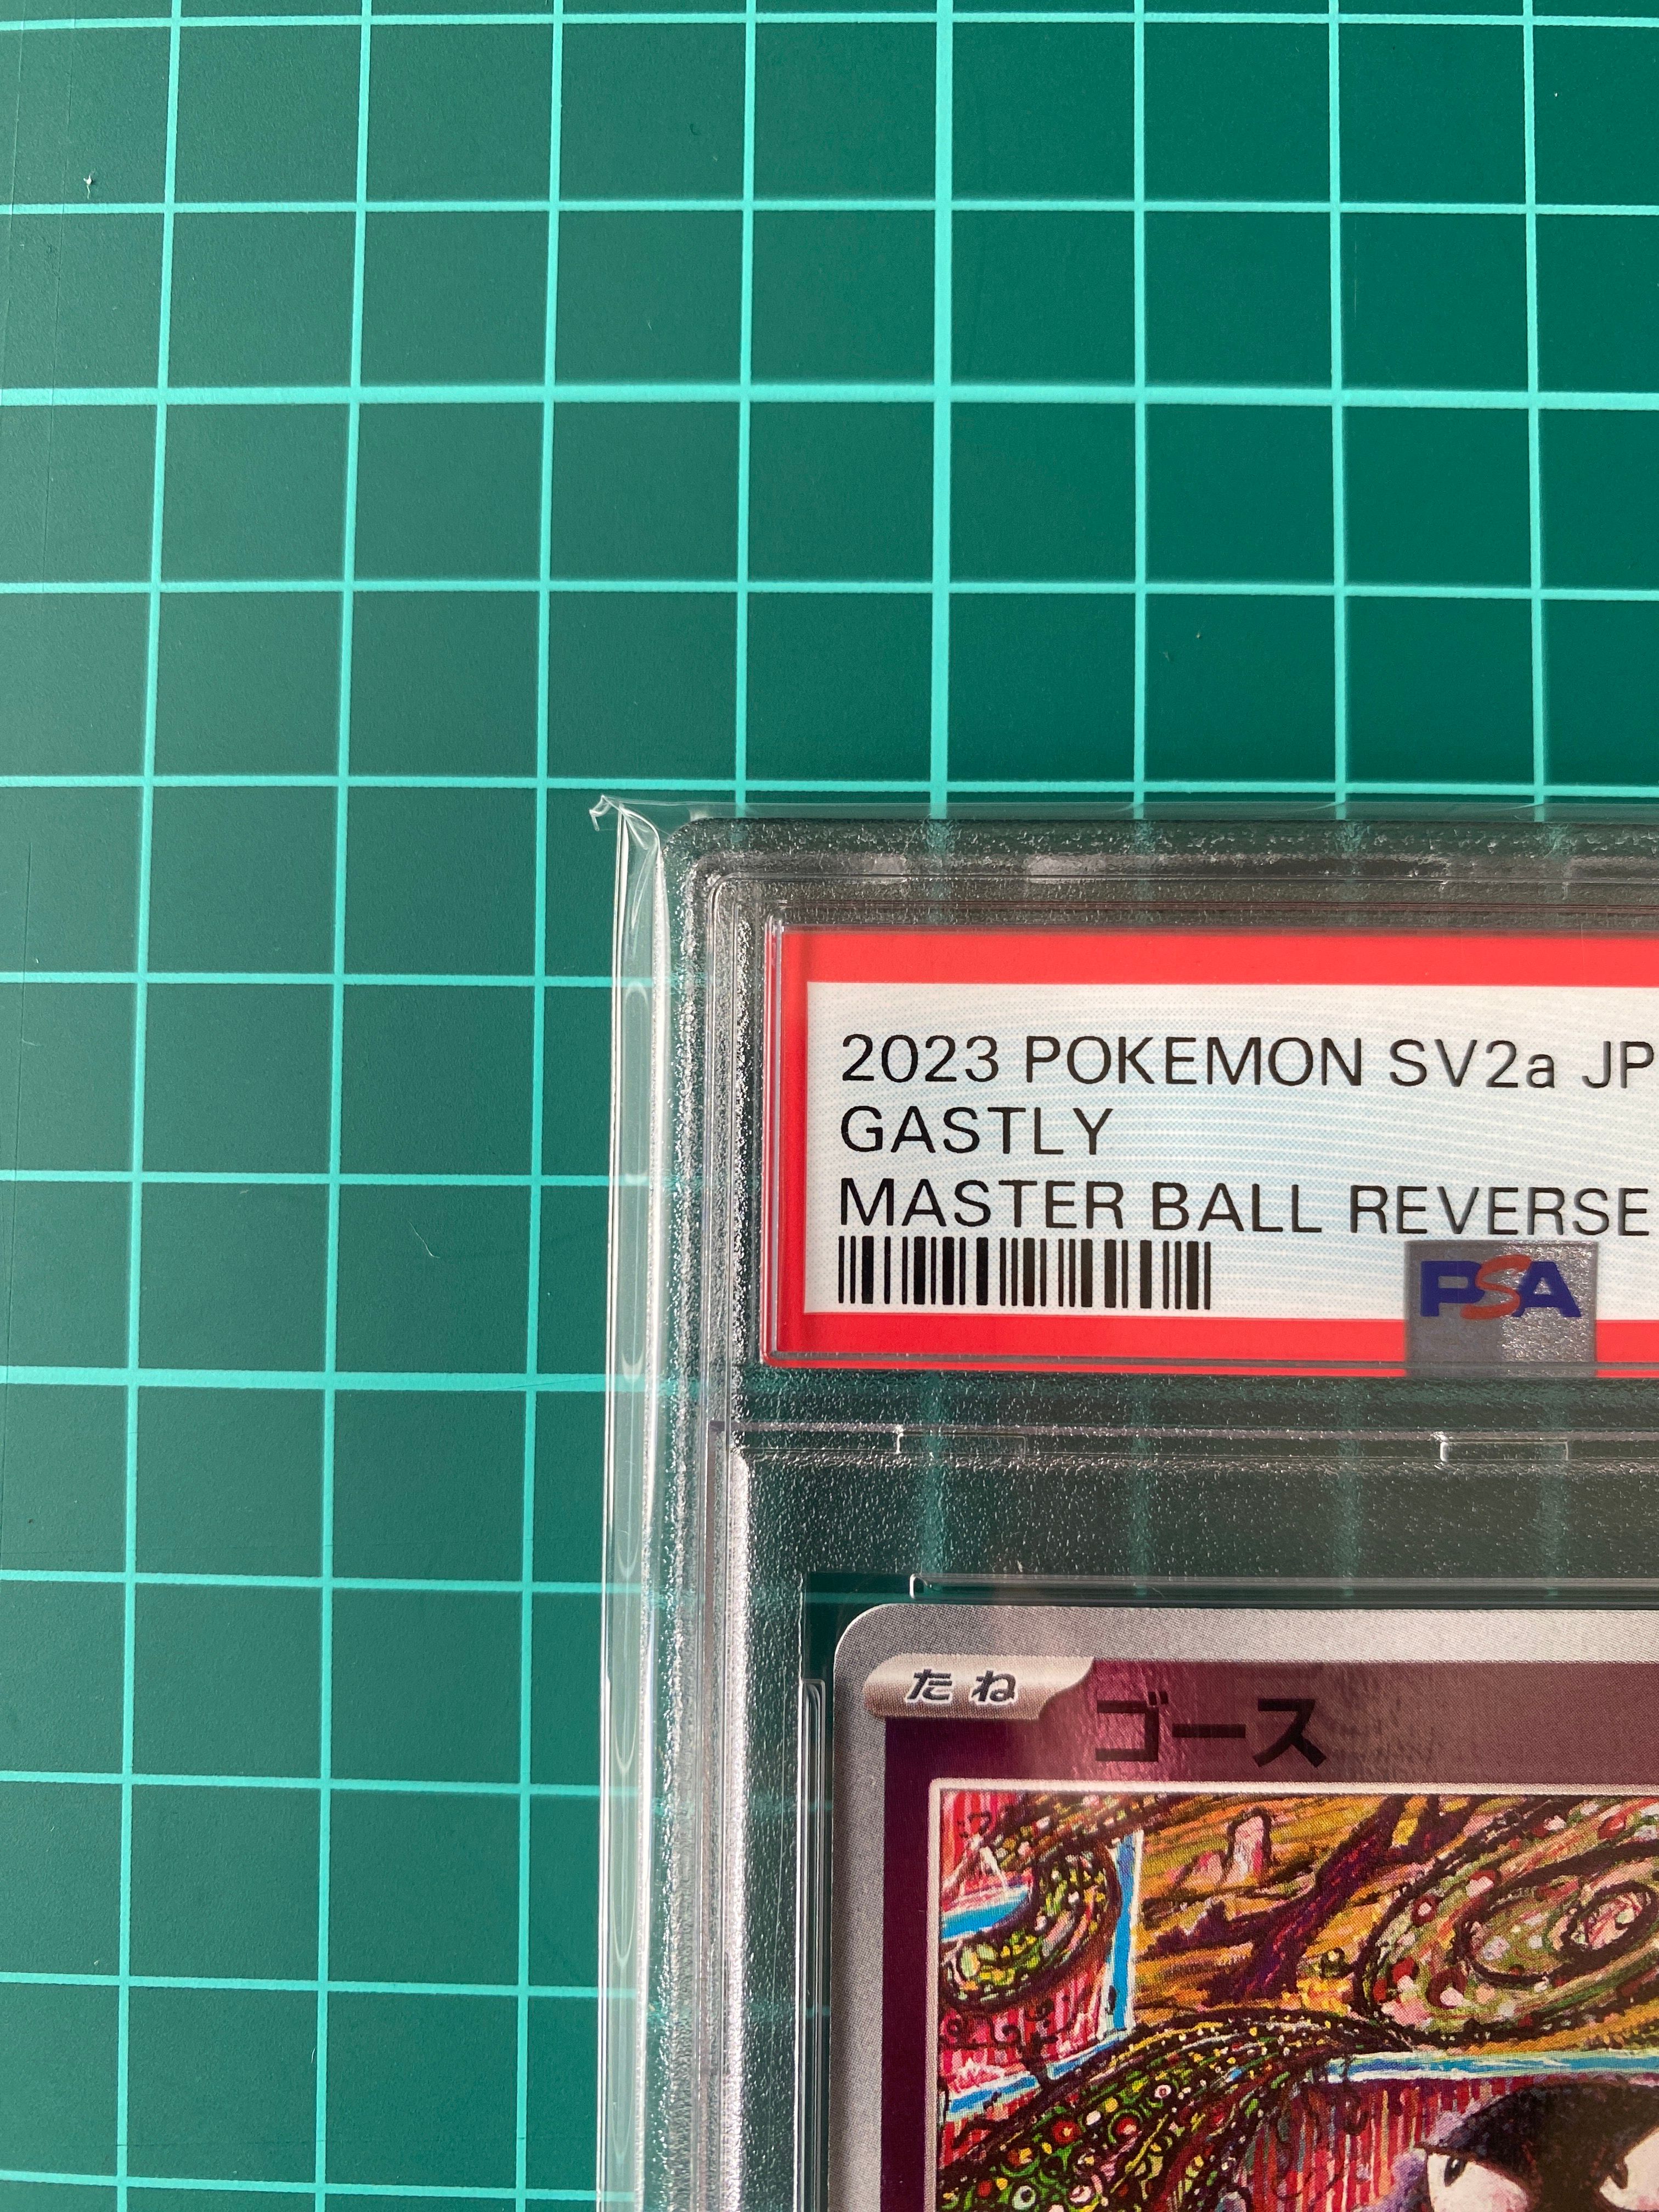 2023 POKEMON SV2a JP
GASTLY
MASTER BALL REVERSE
PSA
たね
ゴース